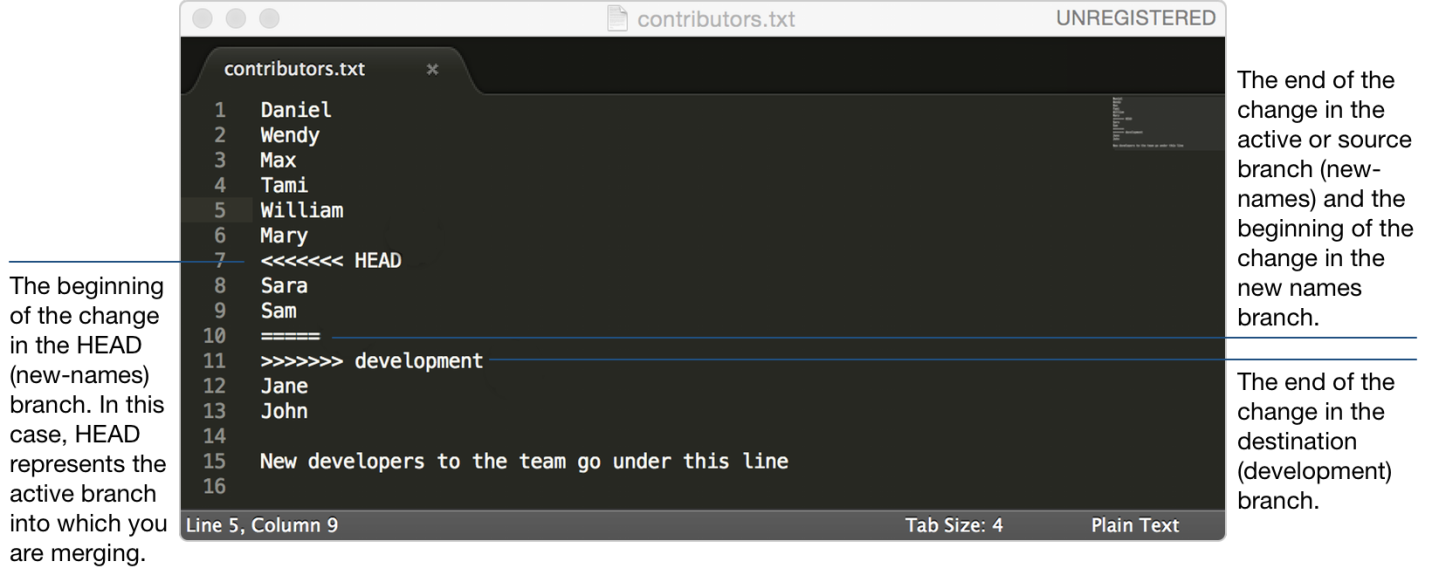 contributors.txt
UNREGISTERED
contributors.txt ×
1 Daniel
2 Wendy
3 Max
4 Tami
5 William
6 Mary
7 <<<<<<< HEAD
8 Sara
9 Sam
10 =====
11 >>>>>>> development
12 Jane
13 John
14
15 New developers to the team go under this line
16
Line 5, Column 9
Tab Size: 4
Plain Text
The beginning
of the change
in the HEAD
(new-names)
branch. In this
case, HEAD
represents the
active branch
into which you
are merging.
The end of the
change in the
active or source
branch (new-
names) and the
beginning of the
change in the
new names
branch.
The end of the
change in the
destination
(development)
branch.